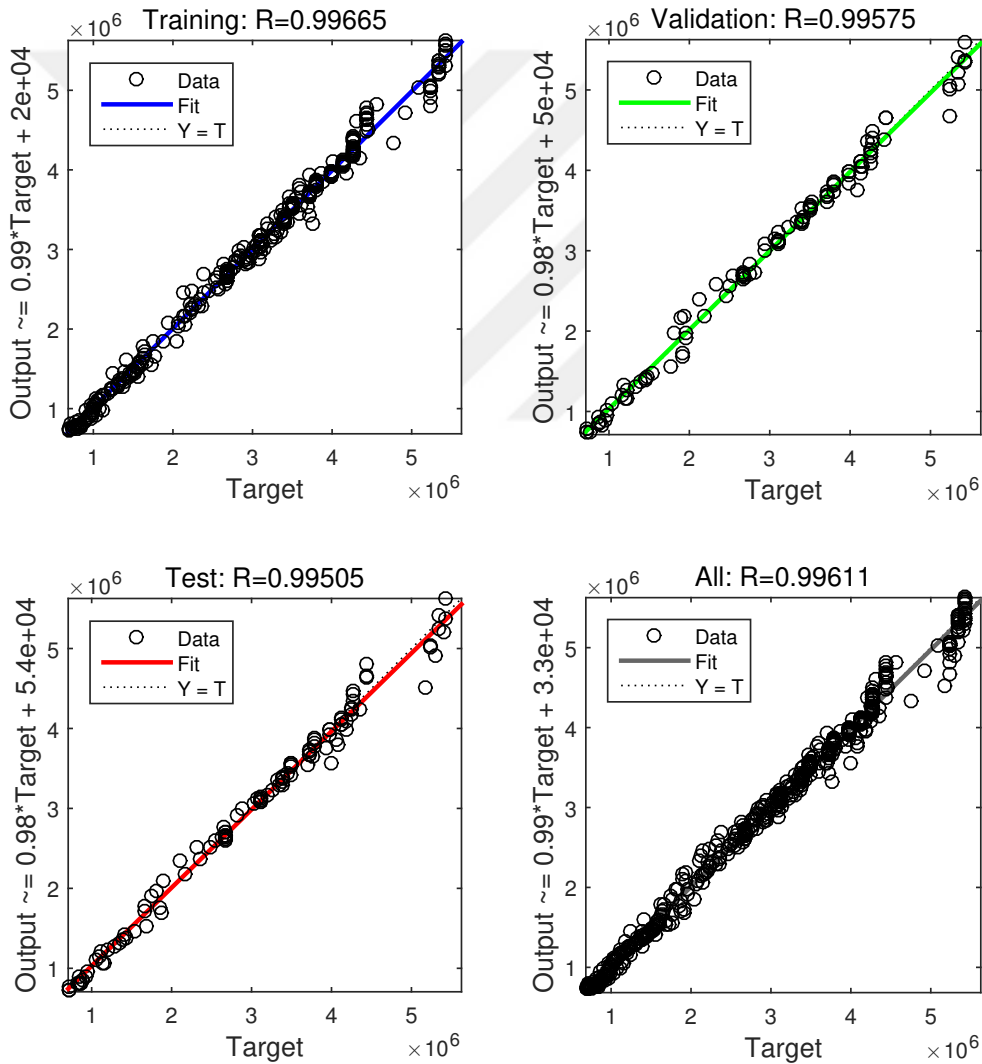 Training: R=0.99665
×10^6
Output ~= 0.99*Target + 2e+04
5
4
3
2
1
Data
Fit
Y = T
1 2 3 4 5
×10^6
Target
Validation: R=0.99575
×10^6
Output ~= 0.98*Target + 5e+04
5
4
3
2
1
Data
Fit
Y = T
1 2 3 4 5
×10^6
Target
Test: R=0.99505
×10^6
Output ~= 0.98*Target + 5.4e+04
5
4
3
2
1
Data
Fit
Y = T
1 2 3 4 5
×10^6
Target
All: R=0.99611
×10^6
Output ~= 0.99*Target + 3.3e+04
5
4
3
2
1
Data
Fit
Y = T
1 2 3 4 5
×10^6
Target